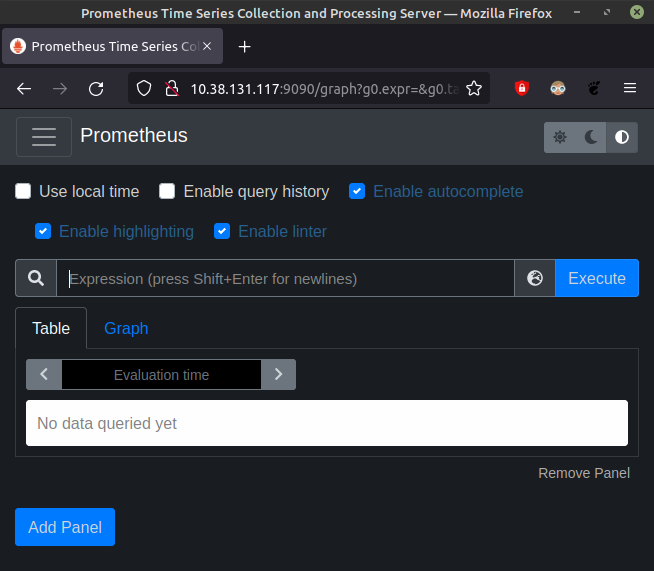 Prometheus Time Series Collection and Processing Server — Mozilla Firefox
Prometheus Time Series Col
10.38.131.117:9090/graph?g0.expr=&g0.ta
Prometheus
Use local time Enable query history Enable autocomplete
Enable highlighting Enable linter
Expression (press Shift+Enter for newlines) Execute
Table Graph
Evaluation time
No data queried yet
Remove Panel
Add Panel